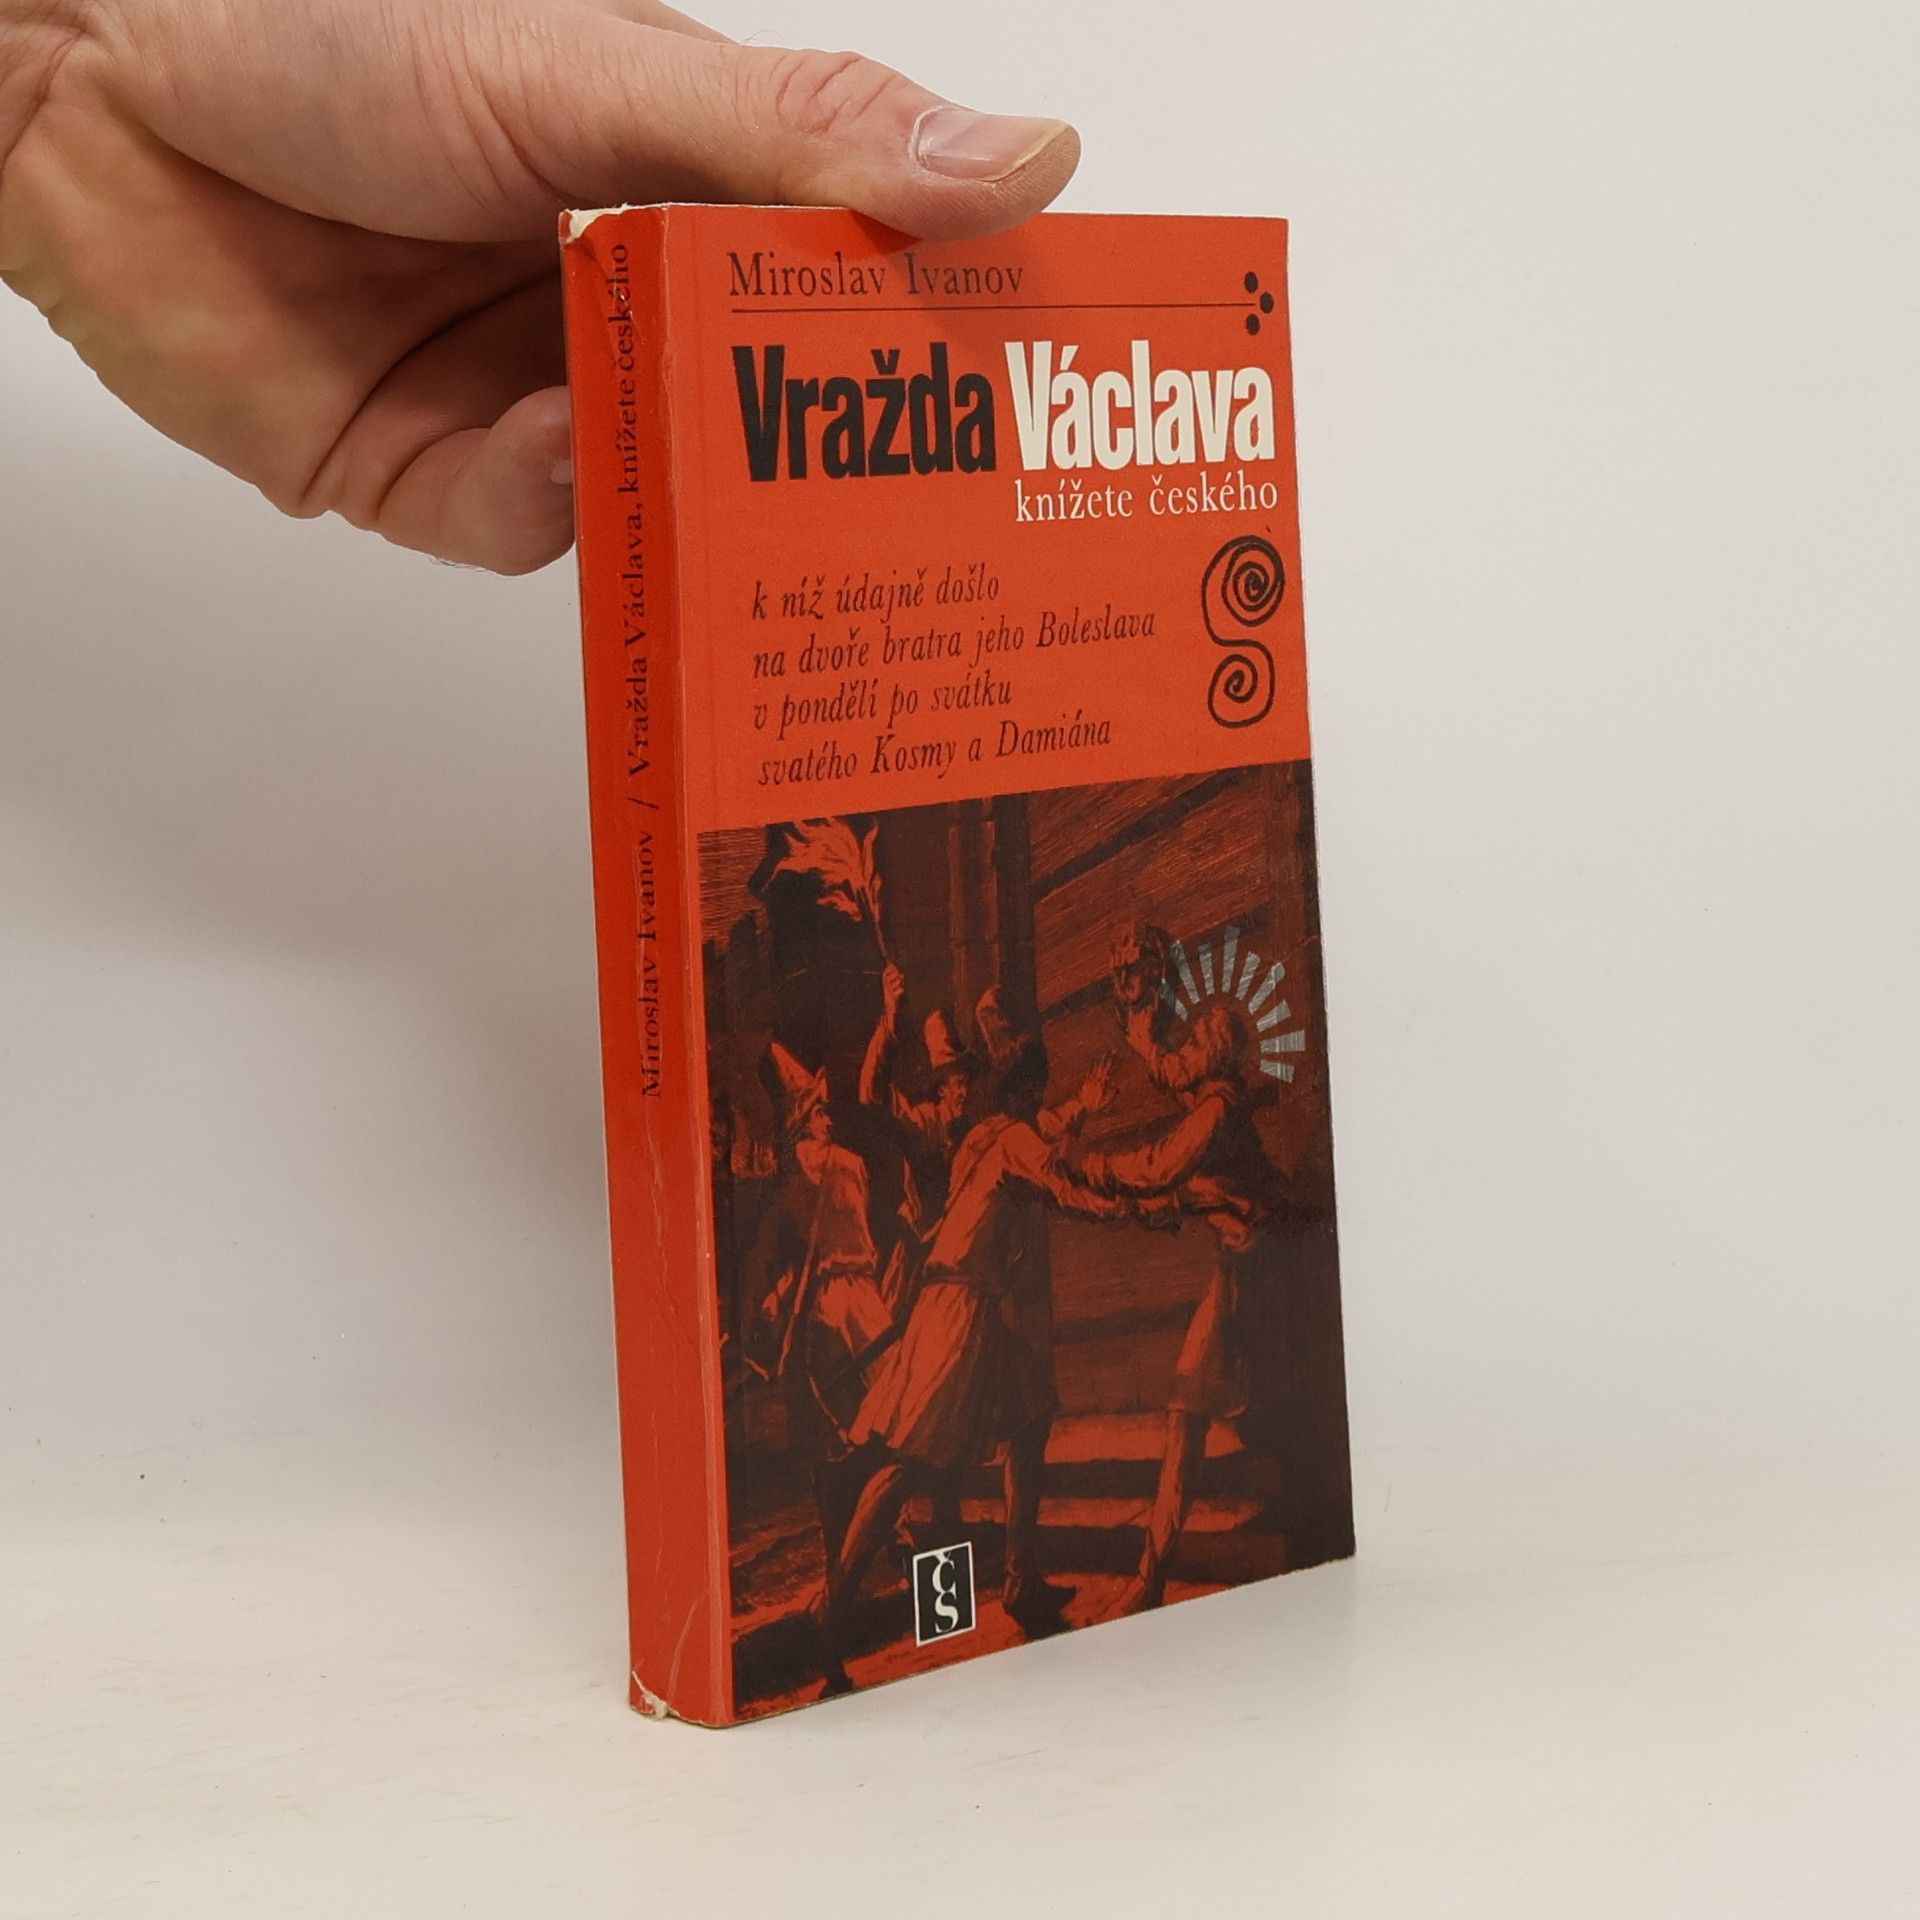 Miroslav Ivanov / Vražda Václava, knížete českého
Miroslav Ivanov
Vražda Václava
knížete českého
k níž údajně došlo
na dvoře bratra jeho Boleslava
v pondělí po svátku
svatého Kosmy a Damiána
ČS